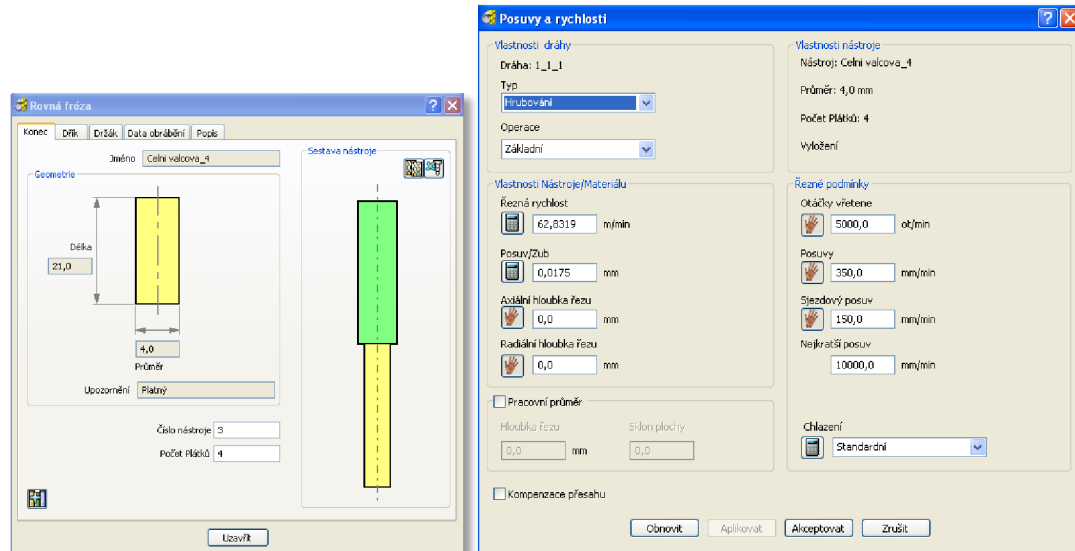 Rovná fréza
Konec Dřík Držák Data obrábění Popis
Jméno Celni valcova_4
Geometrie
Délka
21,0
4,0
Průměr
Upozornění Platný
Číslo nástroje 3
Počet Plátků 4
Sestava nástroje
Uzavřít
Posuvy a rychlosti
Vlastnosti dráhy
Dráha: 1_1_1
Typ
Hrubování
Operace
Základní
Vlastnosti nástroje
Nástroj: Celni valcova_4
Průměr: 4,0 mm
Počet Plátků: 4
Vyložení
Vlastnosti Nástroje/Materiálu
Řezná rychlost
62,8319 m/min
Posuv/Zub
0,0175 mm
Axiální hloubka řezu
0,0 mm
Radiální hloubka řezu
0,0 mm
Řezné podmínky
Otáčky vřetene
5000,0 ot/min
Posuvy
350,0 mm/min
Sjezdový posuv
150,0 mm/min
Nejkratší posuv
10000,0 mm/min
Pracovní průměr
Hloubka řezu Sklon plochy
0,0 mm 0,0
Chlazení
Standardní
Kompenzace přesahu
Obnovit Aplikovat Akceptovat Zrušit